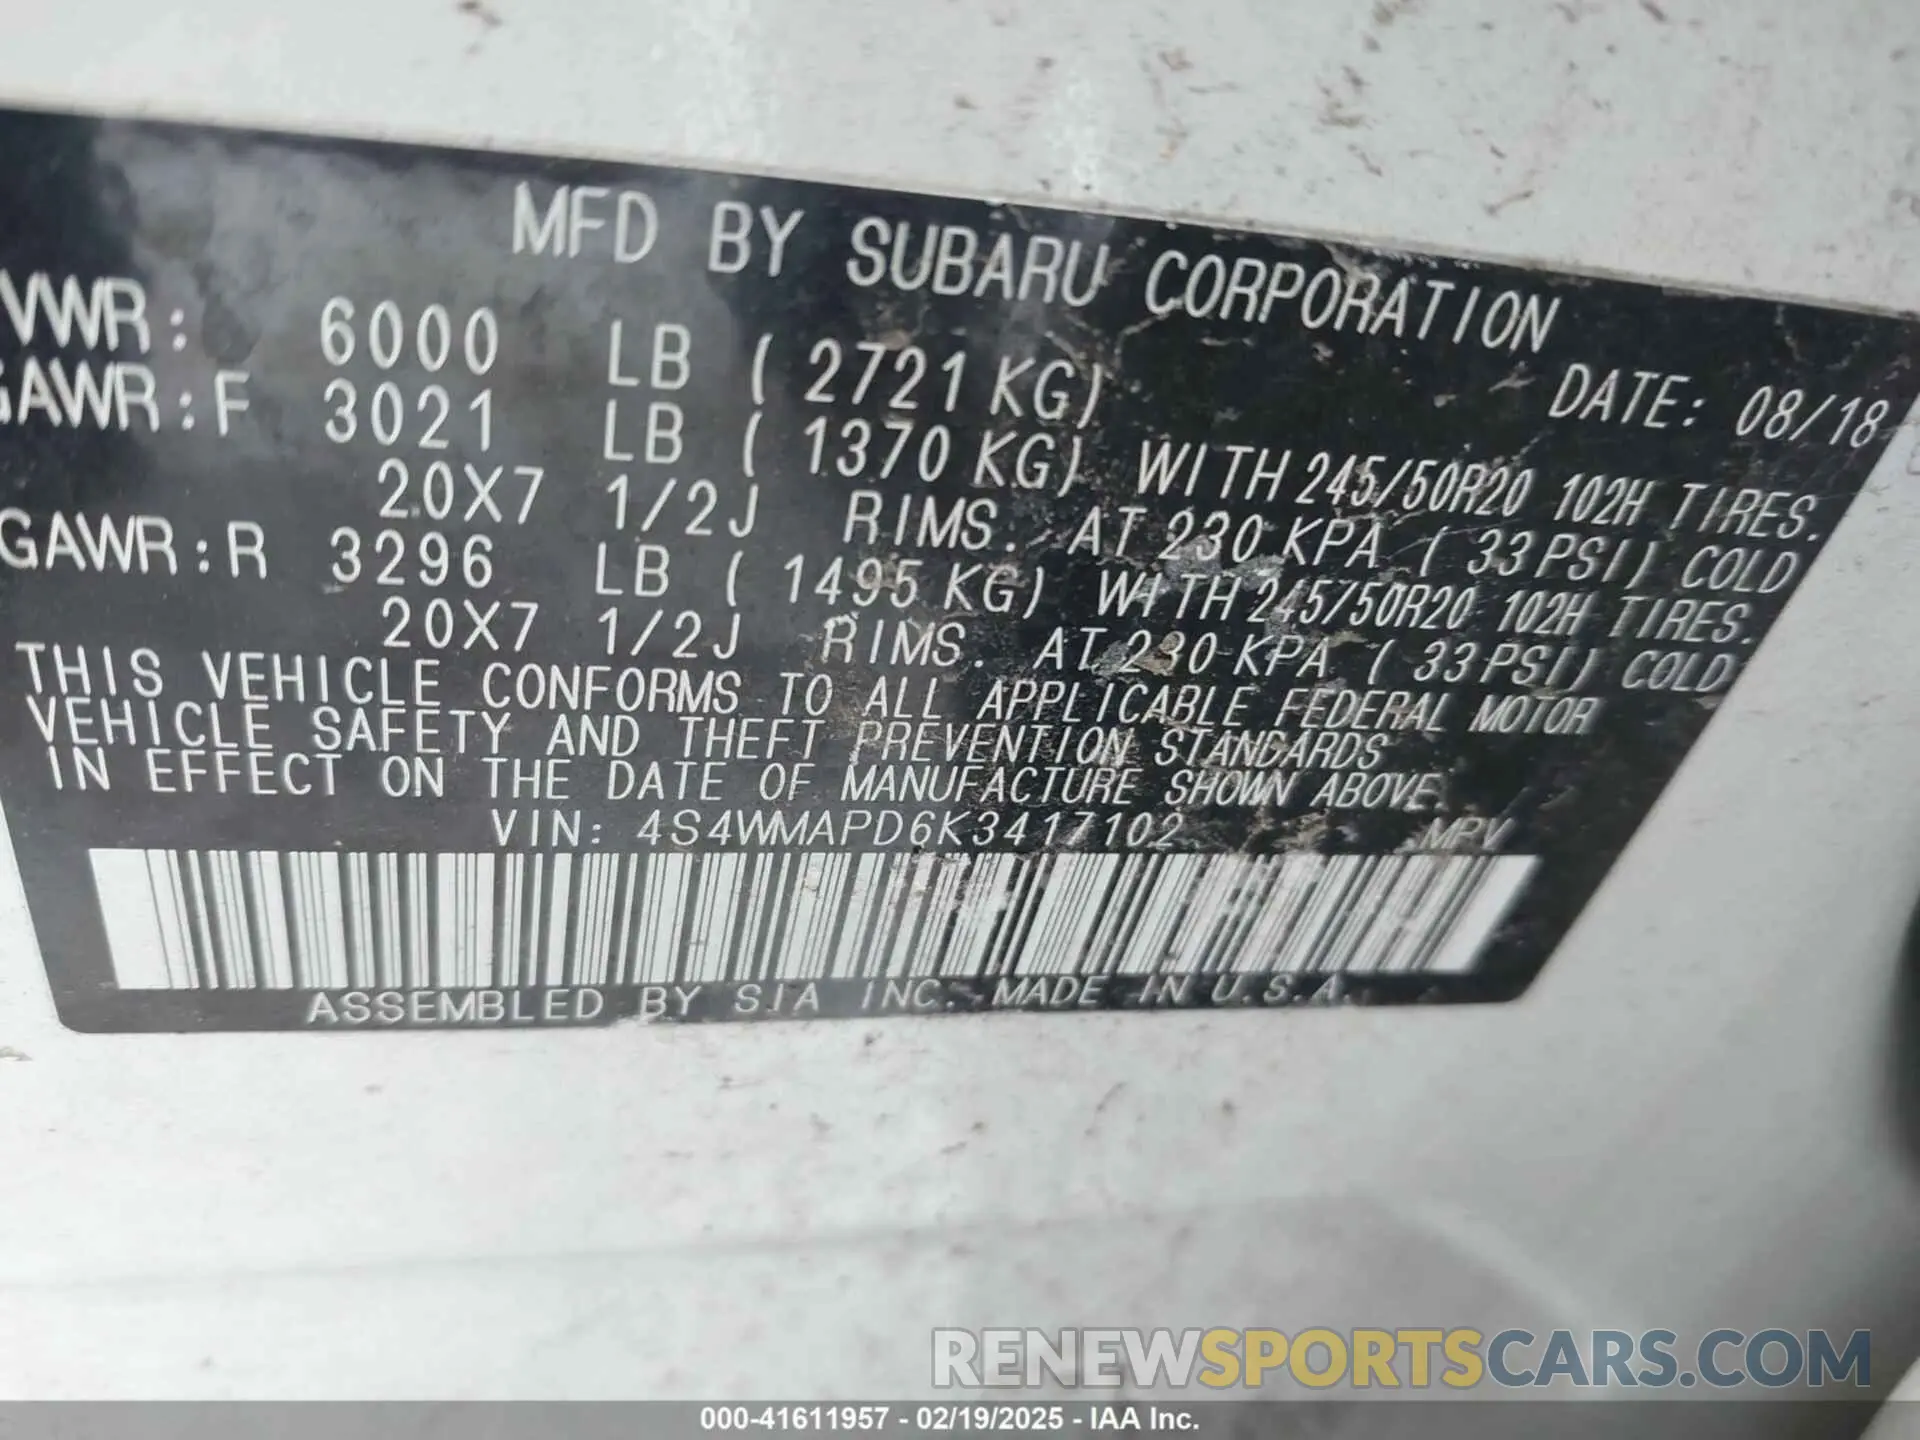 MFD BY SUBARU CORPORATION
VWR: 6000 LB ( 2721 KG) DATE: 08/18
GAWR:F 3021 LB ( 1370 KG) WITH 245/50R20 102H TIRES.
20X7 1/2J RIMS. AT 230 KPA ( 33PSI) COLD
GAWR:R 3296 LB ( 1495 KG) WITH 245/50R20 102H TIRES.
20X7 1/2J RIMS. AT 230 KPA ( 33PSI) COLD
THIS VEHICLE CONFORMS TO ALL APPLICABLE FEDERAL MOTOR
VEHICLE SAFETY AND THEFT PREVENTION STANDARDS
IN EFFECT ON THE DATE OF MANUFACTURE SHOWN ABOVE.
VIN: 4S4WMAPD6K3417102 MPV
ASSEMBLED BY SIA INC. MADE IN U.S.A.
RENEWSPORTSCARS.COM
000-41611957 - 02/19/2025 - IAA Inc.